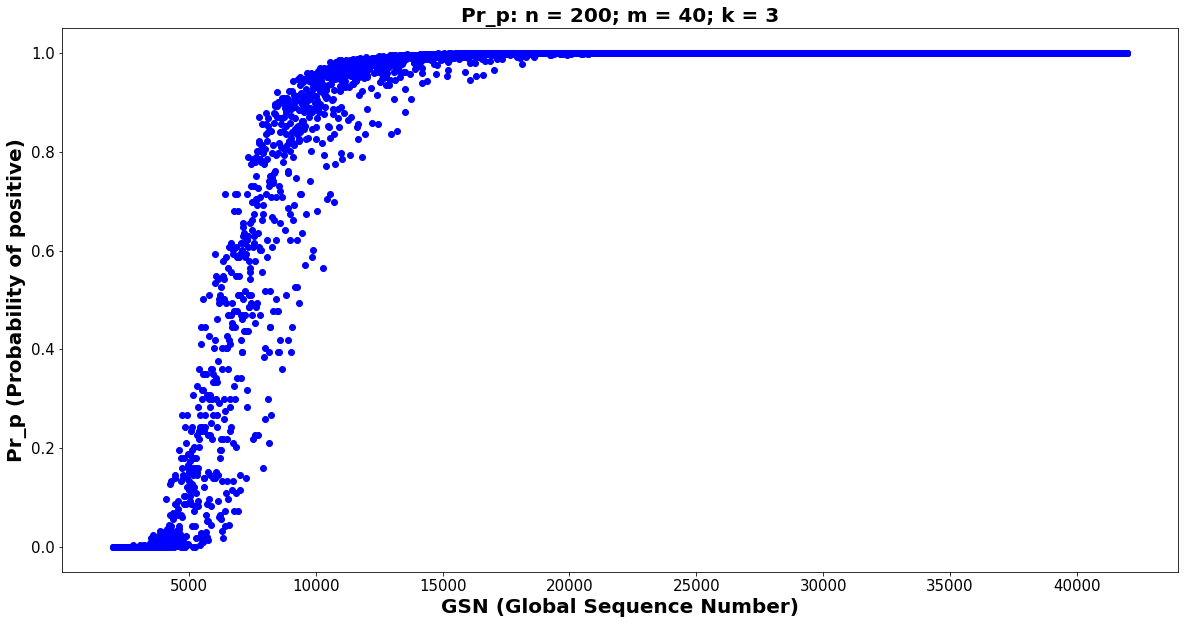 Pr_p: n = 200; m = 40; k = 3
Pr_p (Probability of positive)
1.0
0.8
0.6
0.4
0.2
0.0
5000 10000 15000 20000 25000 30000 35000 40000
GSN (Global Sequence Number)